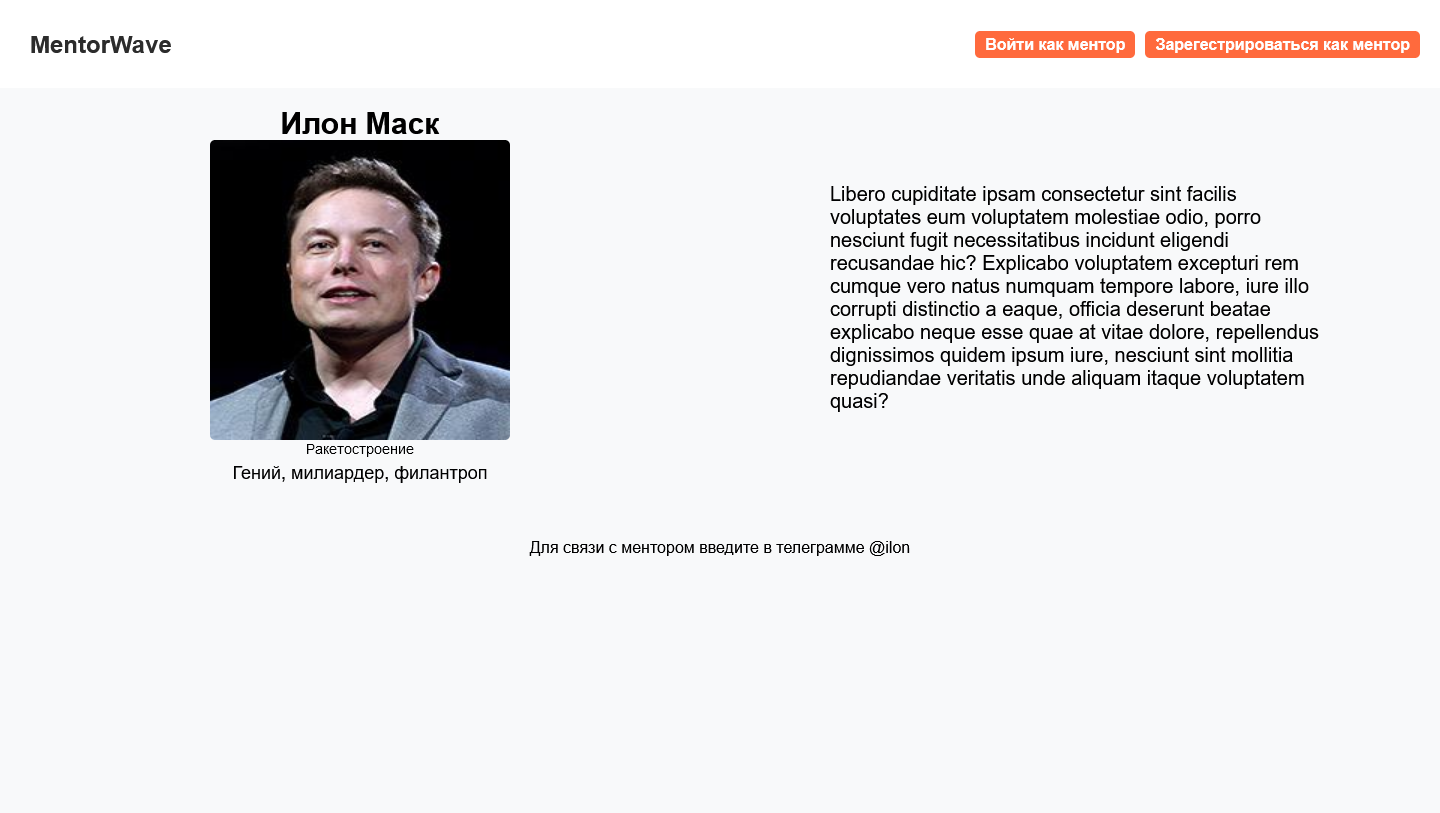 MentorWave
Войти как ментор
Зарегестрироваться как ментор
Илон Маск
Ракетостроение
Гений, милиардер, филантроп
Libero cupiditate ipsam consectetur sint facilis
voluptates eum voluptatem molestiae odio, porro
nesciunt fugit necessitatibus incidunt eligendi
recusandae hic? Explicabo voluptatem excepturi rem
cumque vero natus numquam tempore labore, iure illo
corrupti distinctio a eaque, officia deserunt beatae
explicabo neque esse quae at vitae dolore, repellendus
dignissimos quidem ipsum iure, nesciunt sint mollitia
repudiandae veritatis unde aliquam itaque voluptatem
quasi?
Для связи с ментором введите в телеграмме @ilon